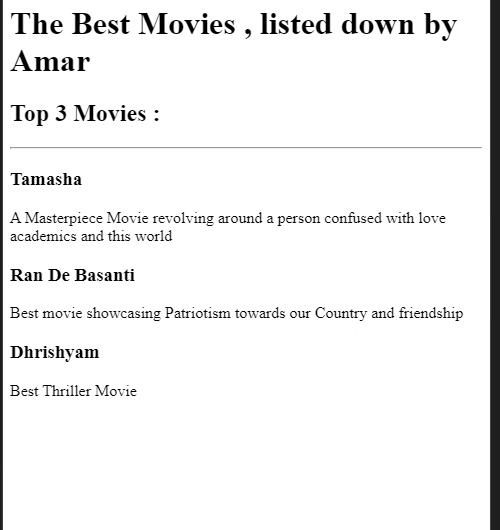 The Best Movies , listed down by
Amar
Top 3 Movies :
Tamasha
A Masterpiece Movie revolving around a person confused with love
academics and this world
Ran De Basanti
Best movie showcasing Patriotism towards our Country and friendship
Dhrishyam
Best Thriller Movie